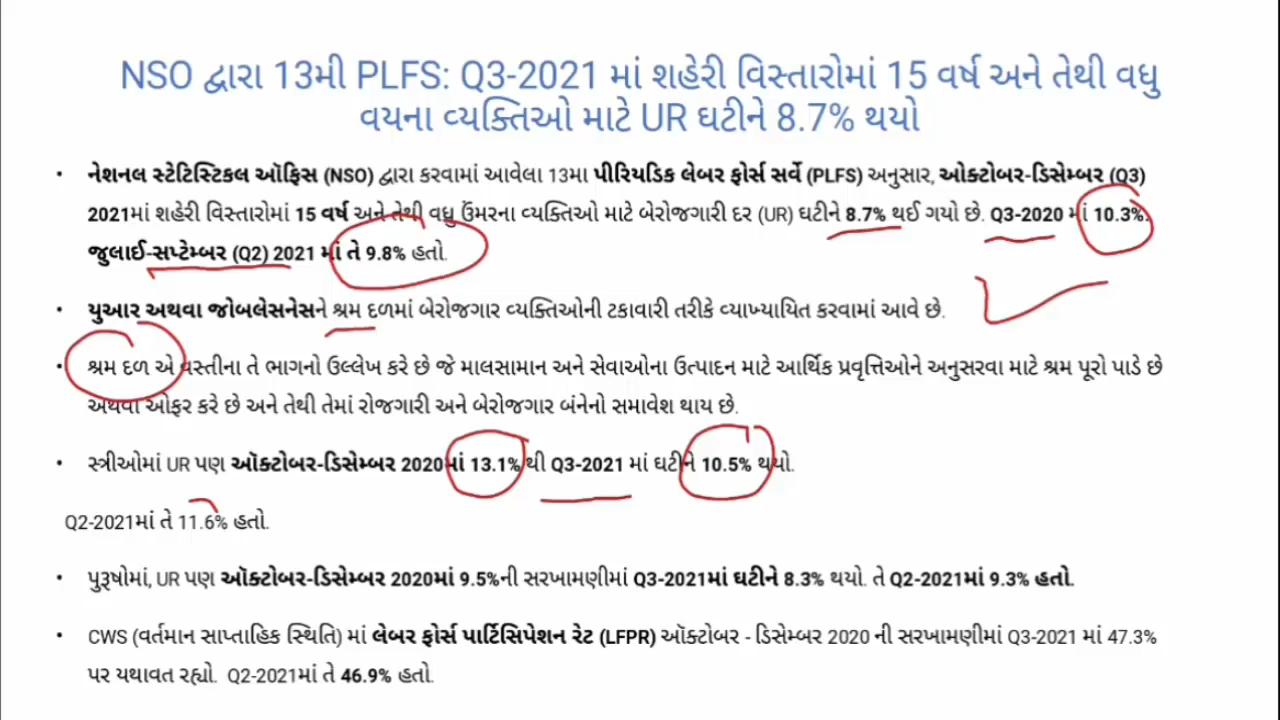 NSO દ્વારા 13મી PLFS: Q3-2021 માં શહેરી વિસ્તારોમાં 15 વર્ષ અને તેથી વધુ
વયના વ્યક્તિઓ માટે UR ઘટીને 8.7% થયો
• નેશનલ સ્ટેટિસ્ટિકલ ઑફિસ (NSO) દ્વારા કરવામાં આવેલા 13મા પીરિયડિક લેબર ફોર્સ સર્વે (PLFS) અનુસાર, ઓક્ટોબર-ડિસેમ્બર (Q3)
2021માં શહેરી વિસ્તારોમાં 15 વર્ષ અને તેથી વધુ ઉંમરના વ્યક્તિઓ માટે બેરોજગારી દર (UR) ઘટીને 8.7% થઈ ગયો છે. Q3-2020 માં 10.3%.
જુલાઈ-સપ્ટેમ્બર (Q2) 2021 માં તે 9.8% હતો.
• યુઆર અથવા જોબલેસનેસને શ્રમ દળમાં બેરોજગાર વ્યક્તિઓની ટકાવારી તરીકે વ્યાખ્યાયિત કરવામાં આવે છે.
• શ્રમ દળ એ વસ્તીના તે ભાગનો ઉલ્લેખ કરે છે જે માલસામાન અને સેવાઓના ઉત્પાદન માટે આર્થિક પ્રવૃત્તિઓને અનુસરવા માટે શ્રમ પૂરો પાડે છે
અથવા ઓફર કરે છે અને તેથી તેમાં રોજગારી અને બેરોજગાર બંનેનો સમાવેશ થાય છે.
• સ્ત્રીઓમાં UR પણ ઑક્ટોબર-ડિસેમ્બર 2020માં 13.1% થી Q3-2021 માં ઘટીને 10.5% થયો.
Q2-2021માં તે 11.6% હતો.
• પુરૂષોમાં, UR પણ ઑક્ટોબર-ડિસેમ્બર 2020માં 9.5%ની સરખામણીમાં Q3-2021માં ઘટીને 8.3% થયો. તે Q2-2021માં 9.3% હતો.
• CWS (વર્તમાન સાપ્તાહિક સ્થિતિ) માં લેબર ફોર્સ પાર્ટિસિપેશન રેટ (LFPR) ઑક્ટોબર - ડિસેમ્બર 2020 ની સરખામણીમાં Q3-2021 માં 47.3%
પર યથાવત રહ્યો. Q2-2021માં તે 46.9% હતો.